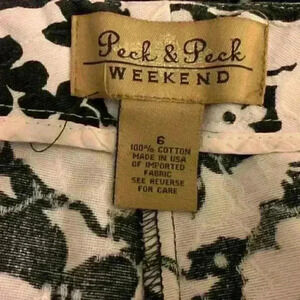 Peck & Peck
WEEKEND
6
100% COTTON
MADE IN USA
OF IMPORTED
FABRIC
SEE REVERSE
FOR CARE